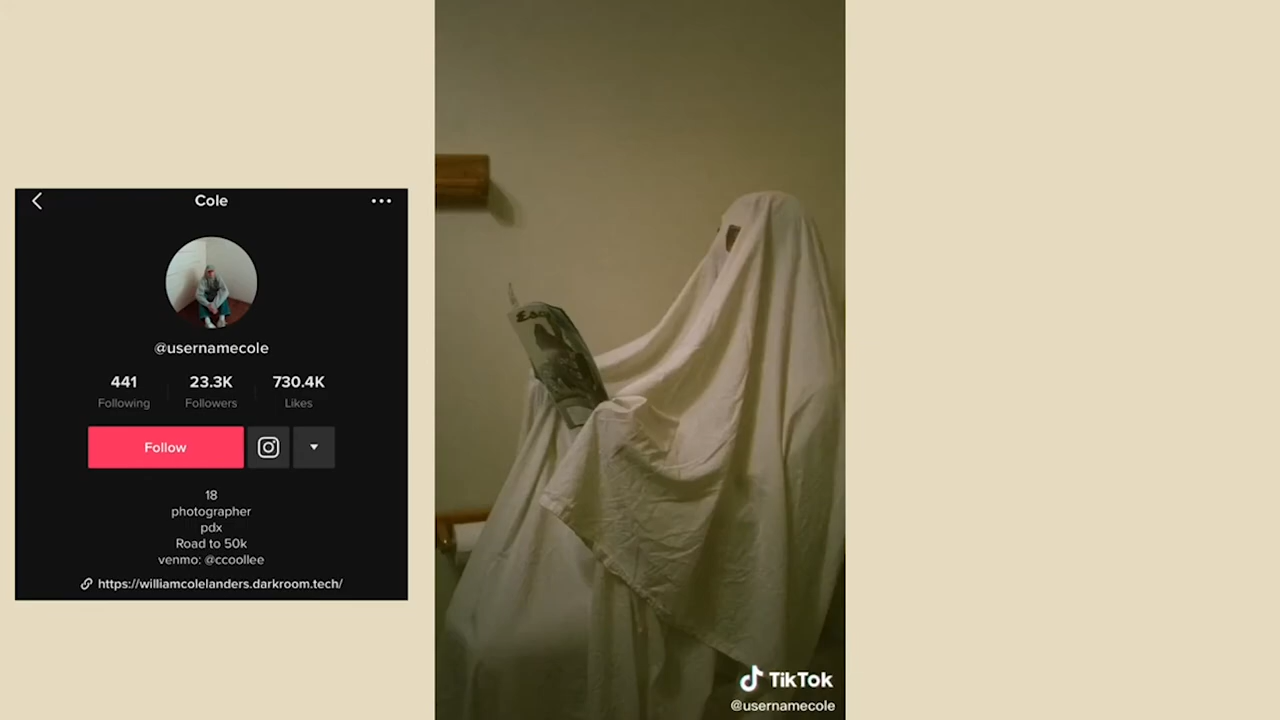 Cole
@usernamecole
441 23.3K 730.4K
Following Followers Likes
Follow
18
photographer
pdx
Road to 50k
venmo: @ccoollee
https://williamcolelanders.darkroom.tech/
TikTok
@usernamecole